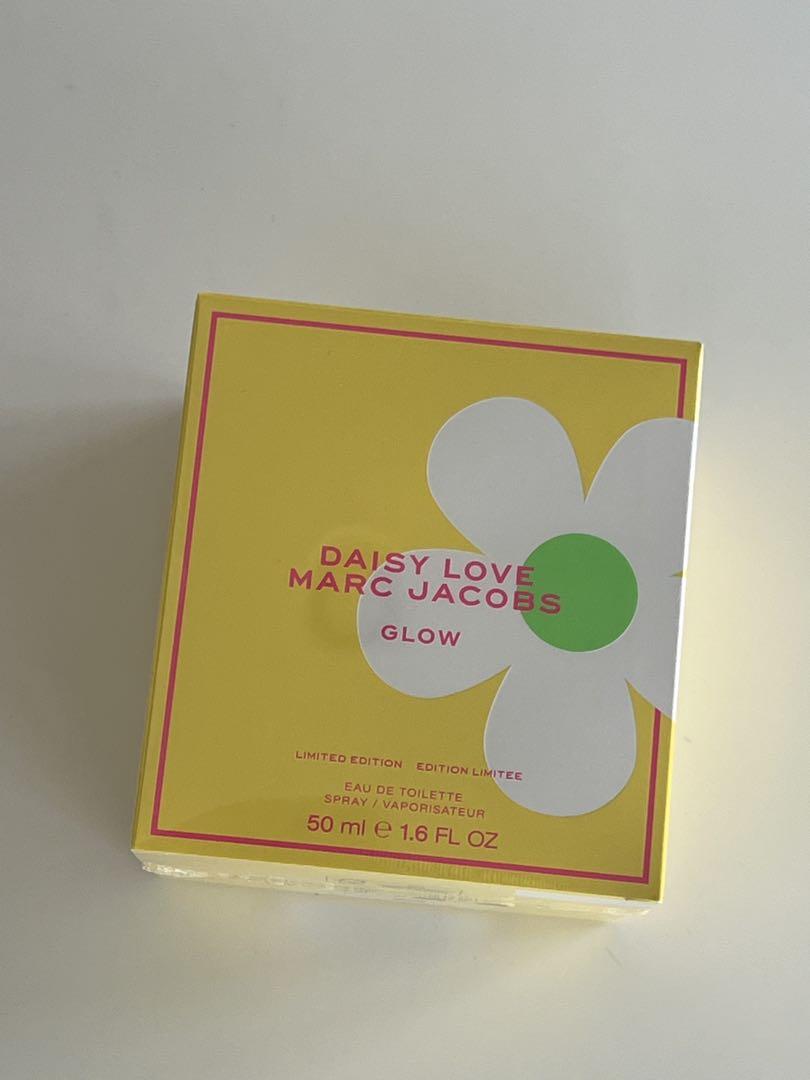 DAISY LOVE
MARC JACOBS
GLOW
LIMITED EDITION EDITION LIMITEE
EAU DE TOILETTE
SPRAY / VAPORISATEUR
50 ml ℮ 1.6 FL OZ